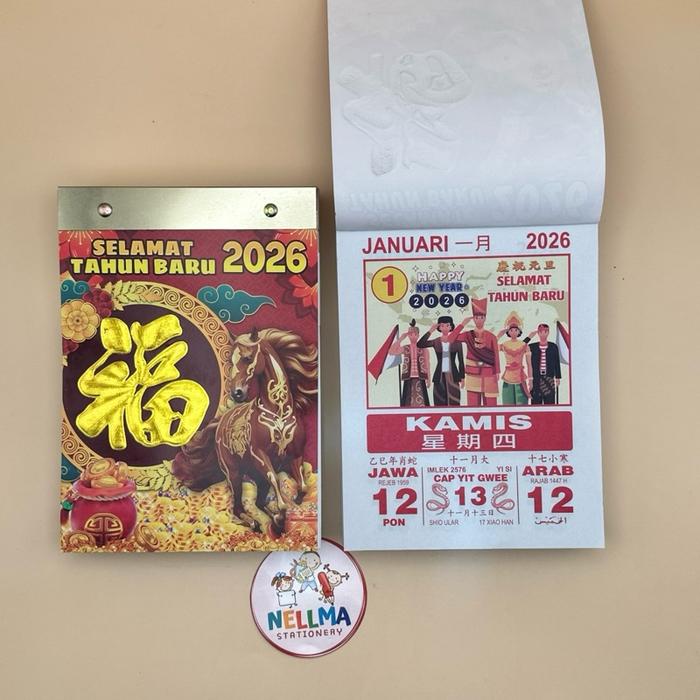 SELAMAT
TAHUN BARU 2026
福
JANUARI 一月 2026
1
HAPPY
NEW YEAR
2026
慶祝元旦
SELAMAT
TAHUN BARU
KAMIS
星期四
乙巳年肖蛇
JAWA
REJEB 1959
12
PON
十一月大
IMLEK 2576 YI SI
CAP YIT GWEE
13
十一月十三日
SHIO ULAR 17 XIAO HAN
十七小寒
ARAB
RAJAB 1447 H
12
الخميس
NELLMA
STATIONERY